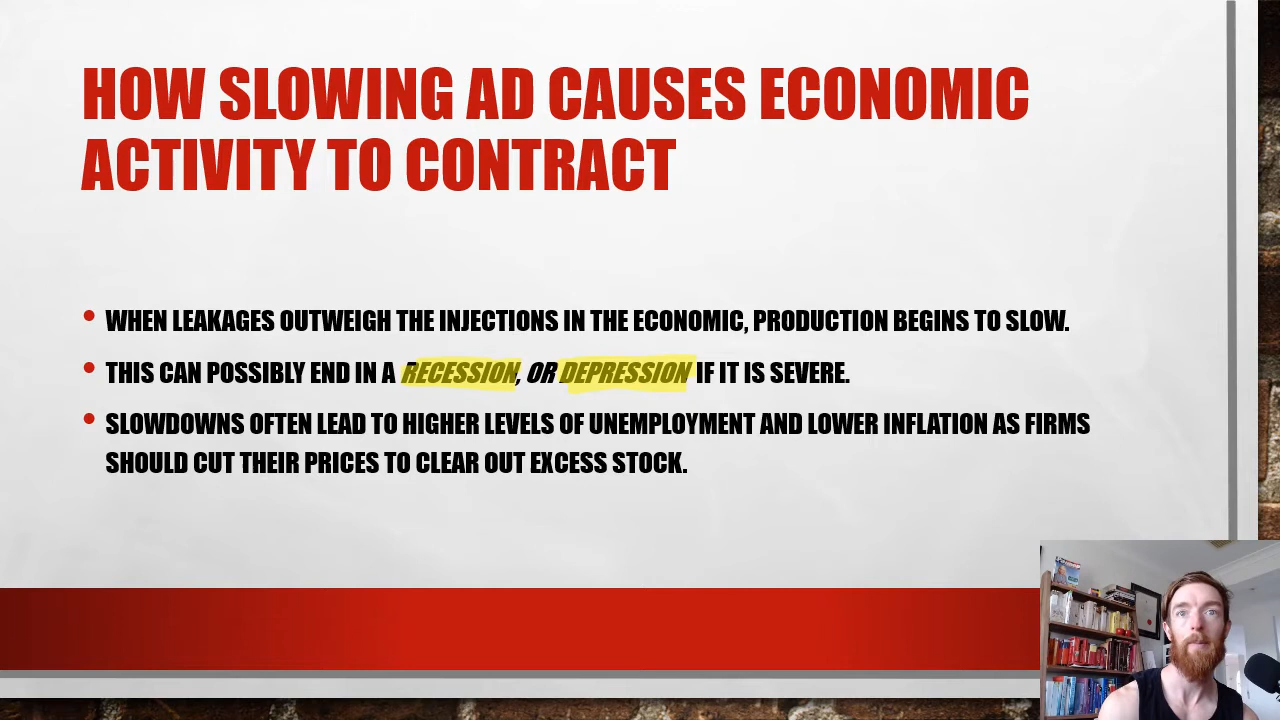 HOW SLOWING AD CAUSES ECONOMIC
ACTIVITY TO CONTRACT
• WHEN LEAKAGES OUTWEIGH THE INJECTIONS IN THE ECONOMIC, PRODUCTION BEGINS TO SLOW.
• THIS CAN POSSIBLY END IN A RECESSION, OR DEPRESSION IF IT IS SEVERE.
• SLOWDOWNS OFTEN LEAD TO HIGHER LEVELS OF UNEMPLOYMENT AND LOWER INFLATION AS FIRMS
SHOULD CUT THEIR PRICES TO CLEAR OUT EXCESS STOCK.